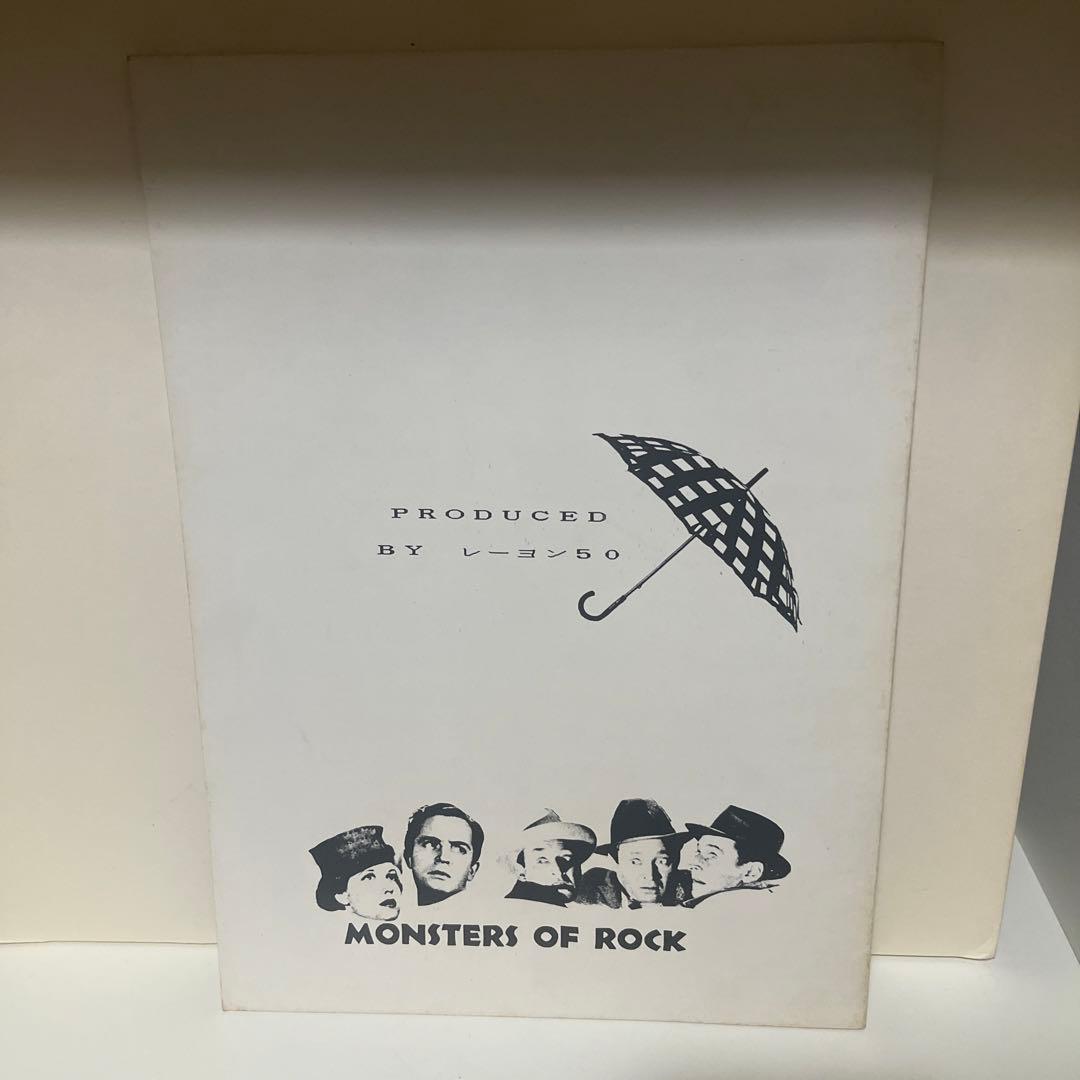 PRODUCED
BY レーヨン50
MONSTERS OF ROCK